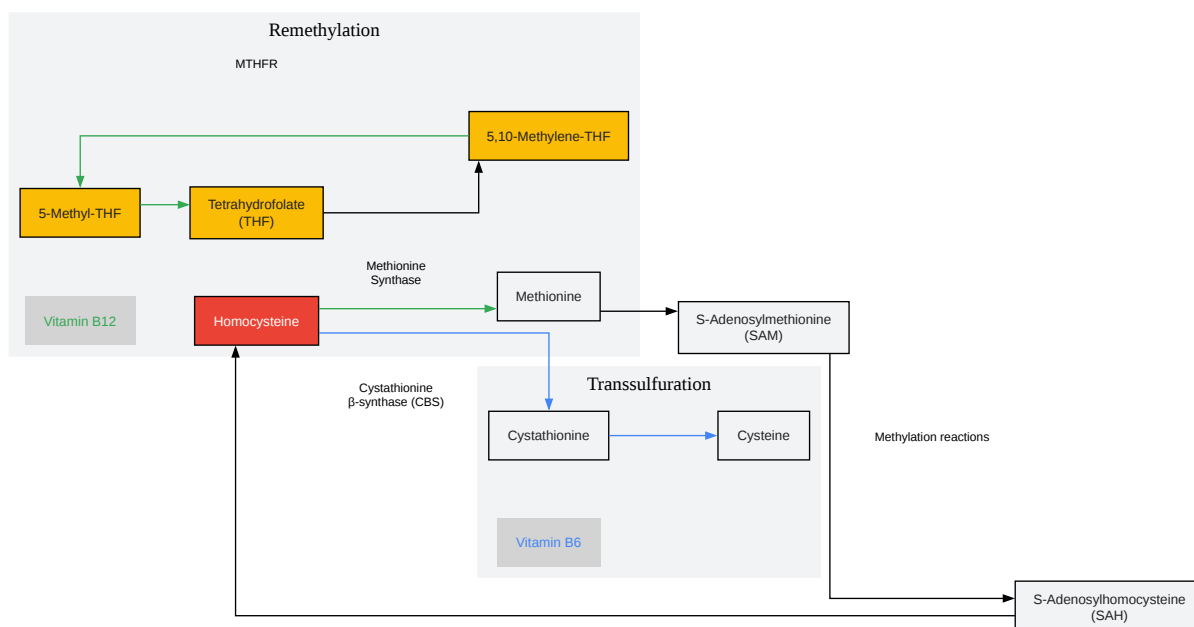 Remethylation
MTHFR
5,10-Methylene-THF
5-Methyl-THF
Tetrahydrofolate
(THF)
Methionine
Synthase
Methionine
Vitamin B12
Homocysteine
S-Adenosylmethionine
(SAM)
Cystathionine
β-synthase (CBS)
Transsulfuration
Cystathionine
Cysteine
Methylation reactions
Vitamin B6
S-Adenosylhomocysteine
(SAH)